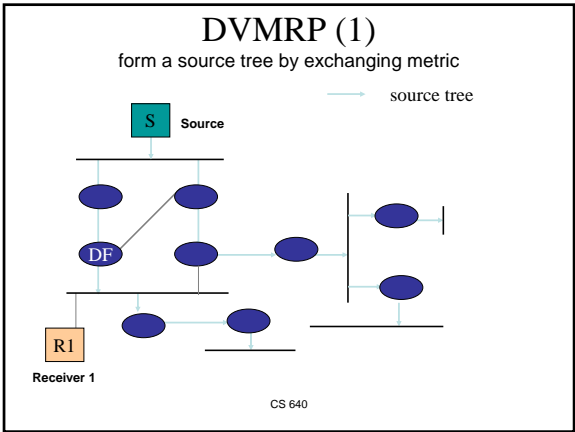 DVMRP (1)
form a source tree by exchanging metric
source tree
S
Source
DF
R1
Receiver 1
CS 640